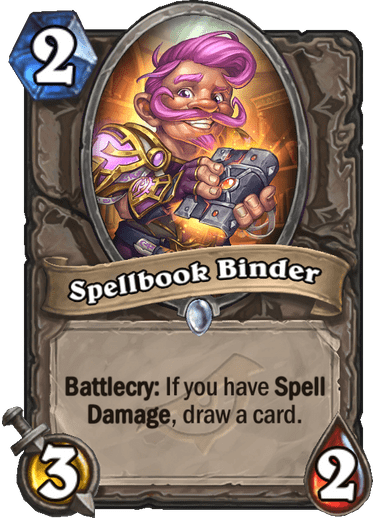 2
Spellbook Binder
Battlecry: If you have Spell
Damage, draw a card.
3
2